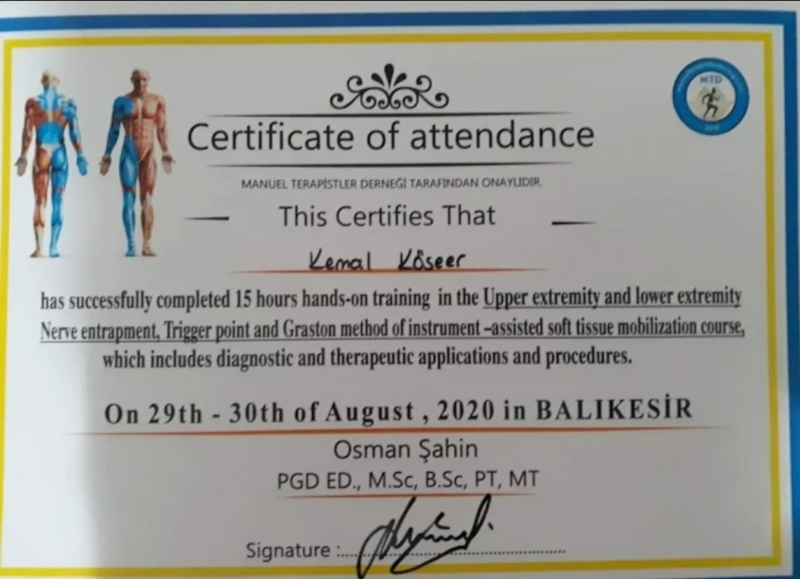 MTD
Certificate of attendance
MANUEL TERAPİSTLER DERNEĞİ TARAFINDAN ONAYLIDIR.
This Certifies That
Kemal Köseer
has successfully completed 15 hours hands-on training in the Upper extremity and lower extremity
Nerve entrapment, Trigger point and Graston method of instrument –assisted soft tissue mobilization course,
which includes diagnostic and therapeutic applications and procedures.
On 29th - 30th of August , 2020 in BALIKESİR
Osman Şahin
PGD ED., M.Sc, B.Sc, PT, MT
Signature :